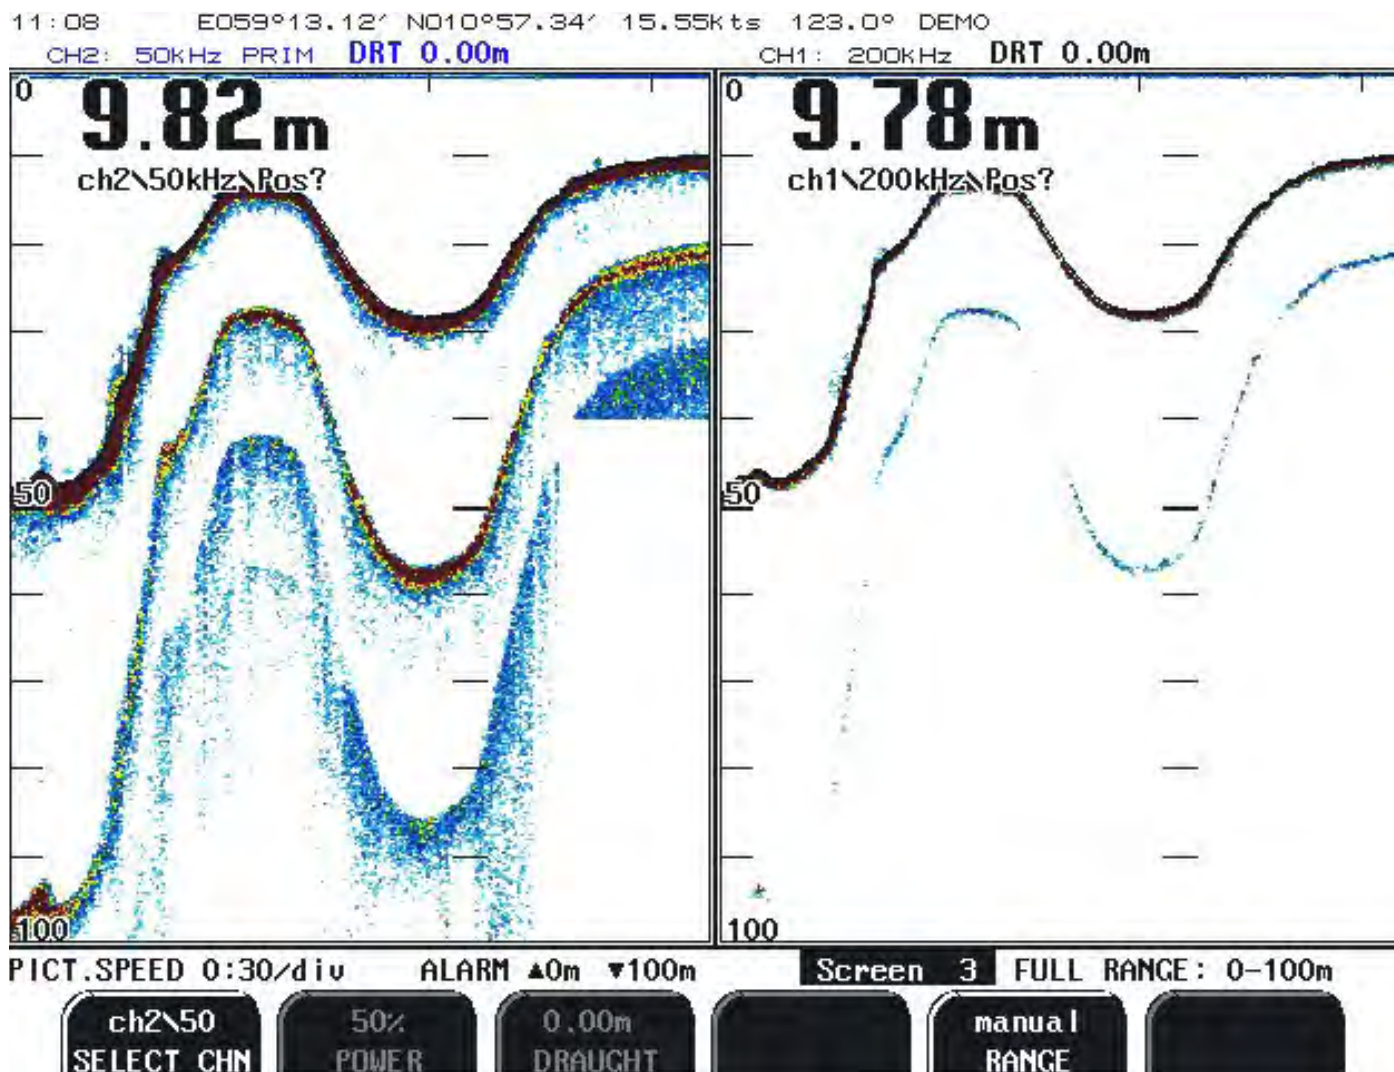 11:08 E059°13.12' N010°57.34' 15.55Kts 123.0° DEMO
CH2: 50KHz PRIM DRT 0.00m CH1: 200KHz DRT 0.00m
0 9.82m 0 9.78m
ch2\50kHz\Pos? ch1\200kHz\Pos?
50 50
100 100
PICT.SPEED 0:30/div ALARM ▲0m ▼100m Screen 3 FULL RANGE: 0-100m
ch2\50 50% 0.00m manual
SELECT CHN POWER DRAUGHT RANGE